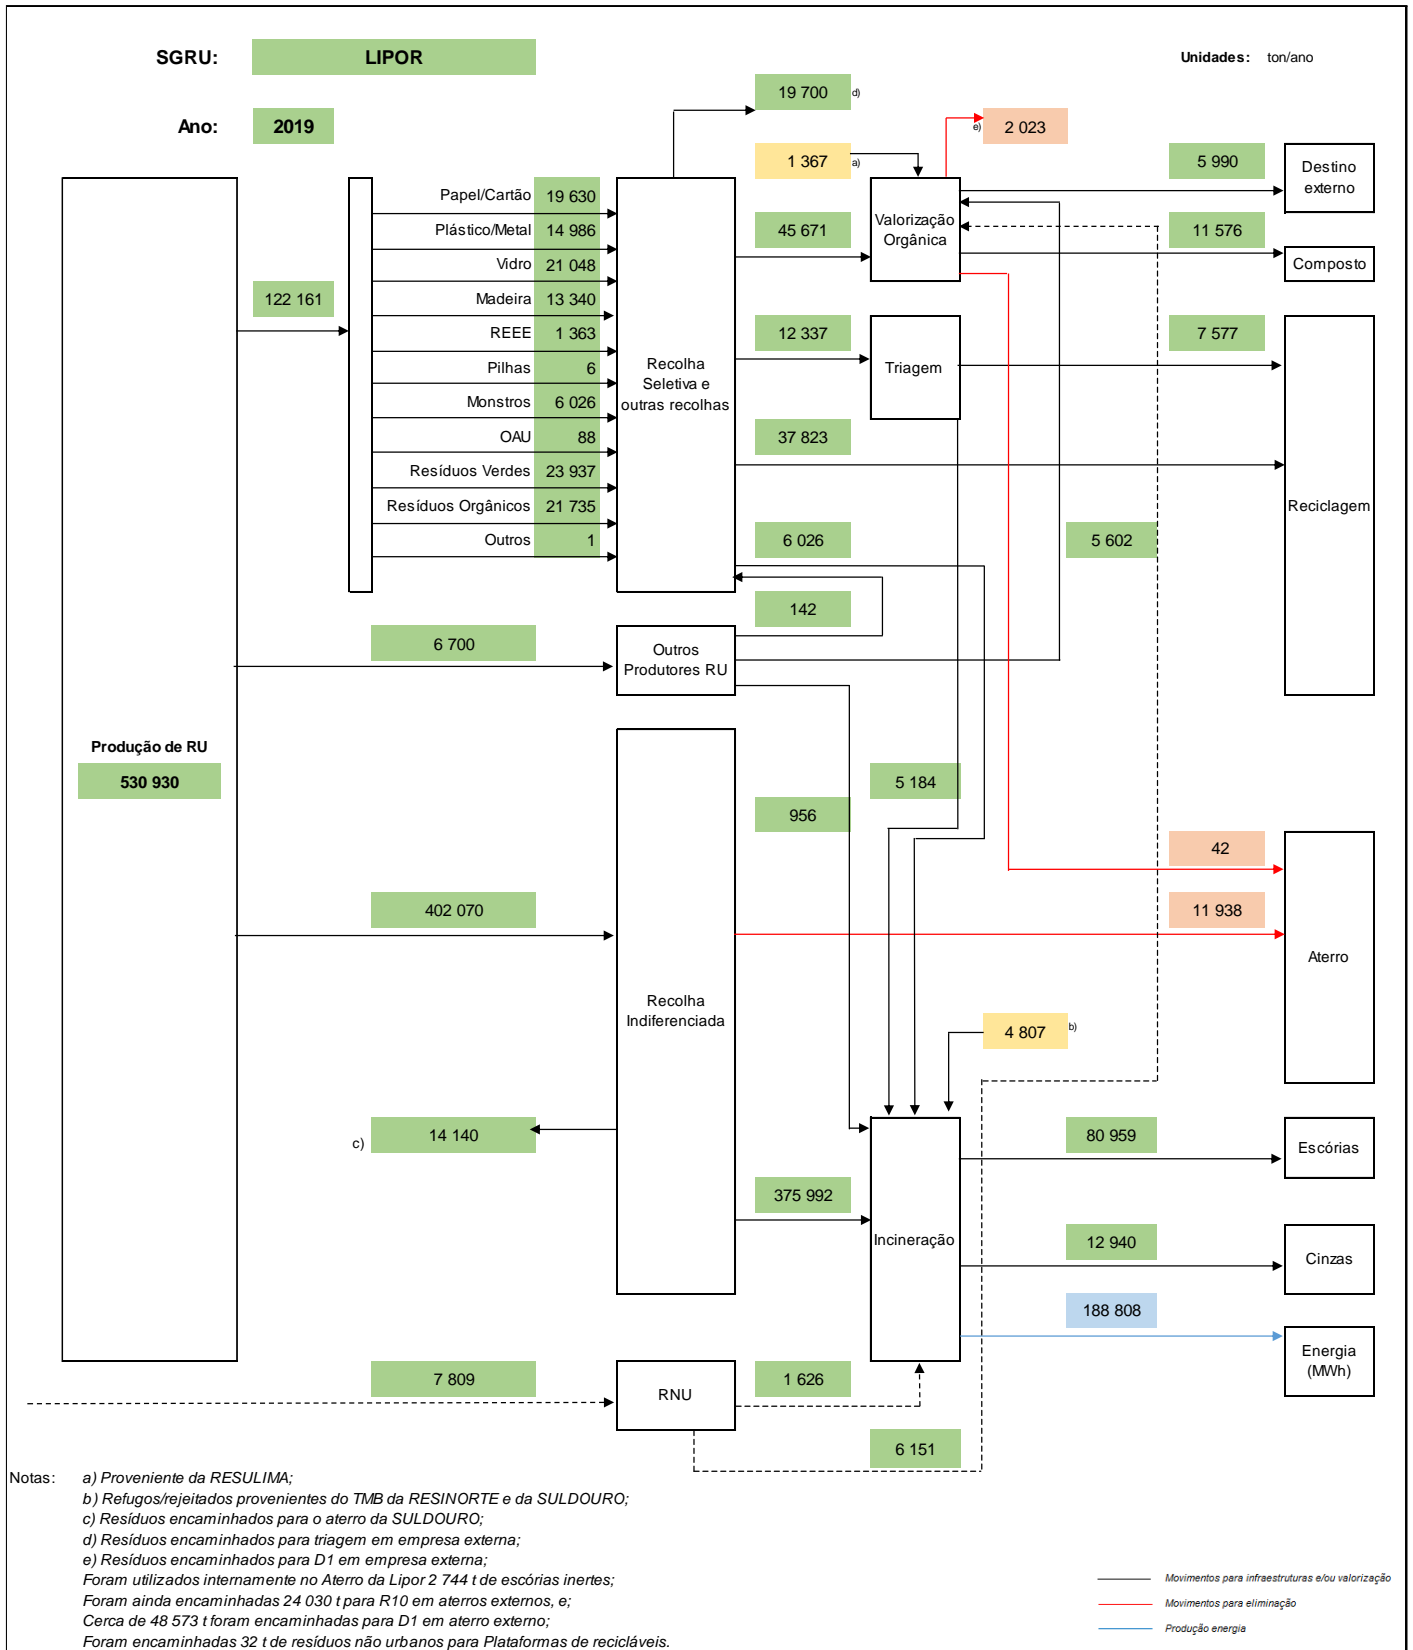 SGRU: LIPOR
Unidades: ton/ano
Ano: 2019
19 700 d)
e) 2 023
1 367 a)
5 990
Destino
externo
Papel/Cartão 19 630
Plástico/Metal 14 986
Vidro 21 048
Madeira 13 340
REEE 1 363
Pilhas 6
Monstros 6 026
OAU 88
Resíduos Verdes 23 937
Resíduos Orgânicos 21 735
Outros 1
122 161
Recolha
Seletiva e
outras recolhas
45 671
Valorização
Orgânica
11 576
Composto
12 337
Triagem
7 577
37 823
Reciclagem
6 026
5 602
142
6 700
Outros
Produtores RU
Produção de RU
530 930
956
5 184
42
402 070
11 938
Aterro
Recolha
Indiferenciada
4 807 b)
c) 14 140
80 959
Escórias
375 992
Incineração
12 940
Cinzas
188 808
Energia
(MWh)
7 809
RNU
1 626
6 151
Notas: a) Proveniente da RESULIMA;
b) Refugos/rejeitados provenientes do TMB da RESINORTE e da SULDOURO;
c) Resíduos encaminhados para o aterro da SULDOURO;
d) Resíduos encaminhados para triagem em empresa externa;
e) Resíduos encaminhados para D1 em empresa externa;
Foram utilizados internamente no Aterro da Lipor 2 744 t de escórias inertes;
Foram ainda encaminhadas 24 030 t para R10 em aterros externos, e;
Cerca de 48 573 t foram encaminhadas para D1 em aterro externo;
Foram encaminhadas 32 t de resíduos não urbanos para Plataformas de recicláveis.
Movimentos para infraestruturas e/ou valorização
Movimentos para eliminação
Produção energia